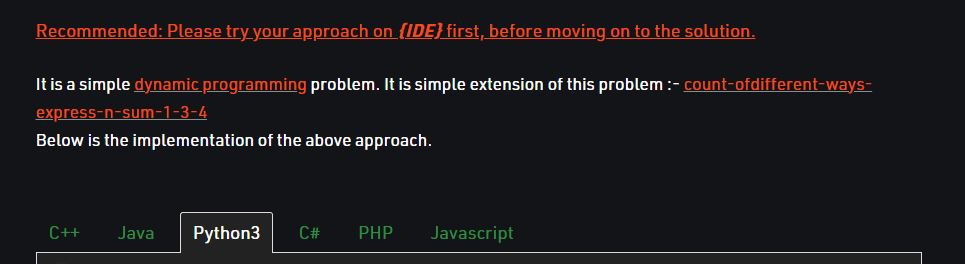 Recommended: Please try your approach on {IDE} first, before moving on to the solution.
It is a simple dynamic programming problem. It is simple extension of this problem :- count-ofdifferent-ways-
express-n-sum-1-3-4
Below is the implementation of the above approach.
C++ Java Python3 C# PHP Javascript